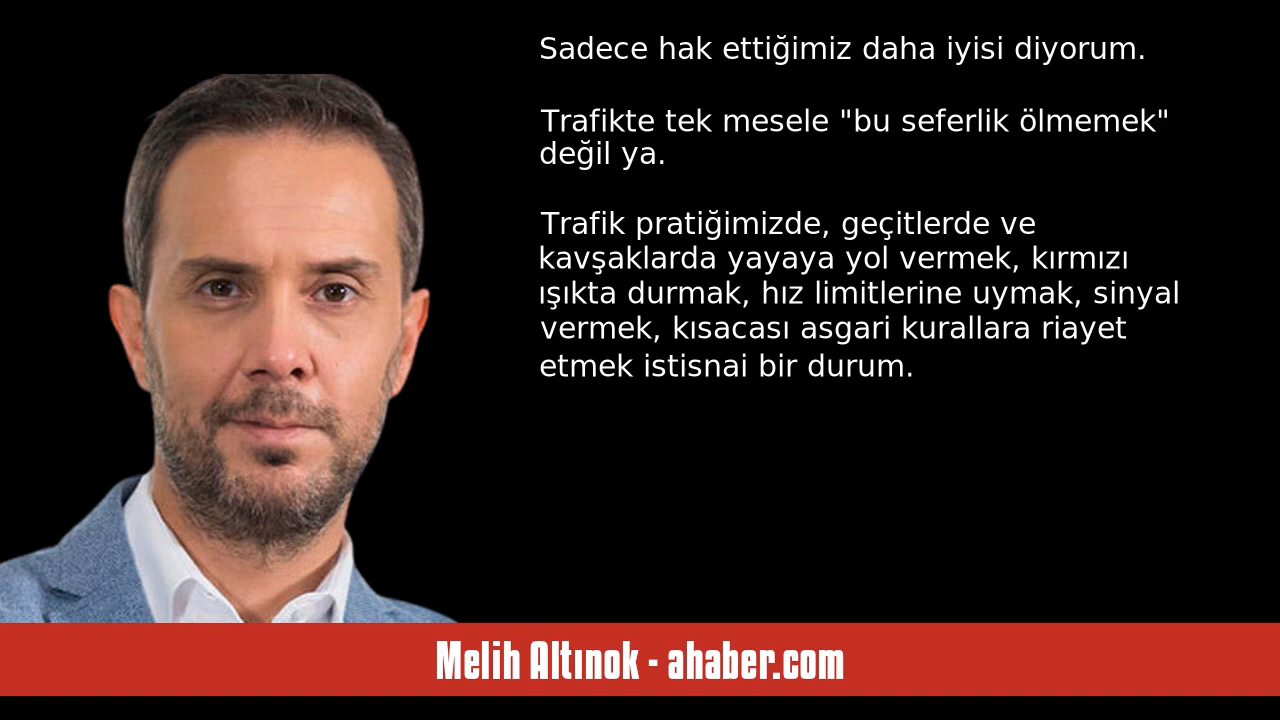 Sadece hak ettiğimiz daha iyisi diyorum.
Trafikte tek mesele "bu seferlik ölmemek"
değil ya.
Trafik pratiğimizde, geçitlerde ve
kavşaklarda yayaya yol vermek, kırmızı
ışıkta durmak, hız limitlerine uymak, sinyal
vermek, kısacası asgari kurallara riayet
etmek istisnai bir durum.
Melih Altınok - ahaber.com